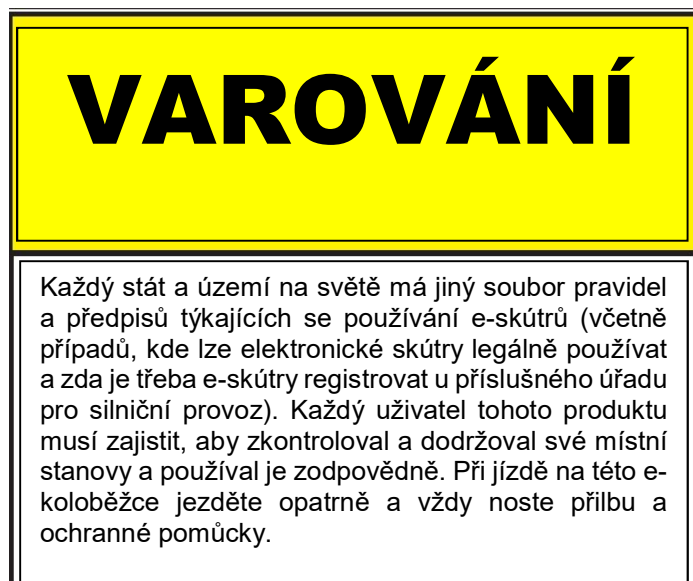 VAROVÁNÍ
Každý stát a území na světě má jiný soubor pravidel
a předpisů týkajících se používání e-skútrů (včetně
případů, kde lze elektronické skútry legálně používat
a zda je třeba e-skútry registrovat u příslušného úřadu
pro silniční provoz). Každý uživatel tohoto produktu
musí zajistit, aby zkontroloval a dodržoval své místní
stanovy a používal je zodpovědně. Při jízdě na této e-
koloběžce jezděte opatrně a vždy noste přilbu a
ochranné pomůcky.